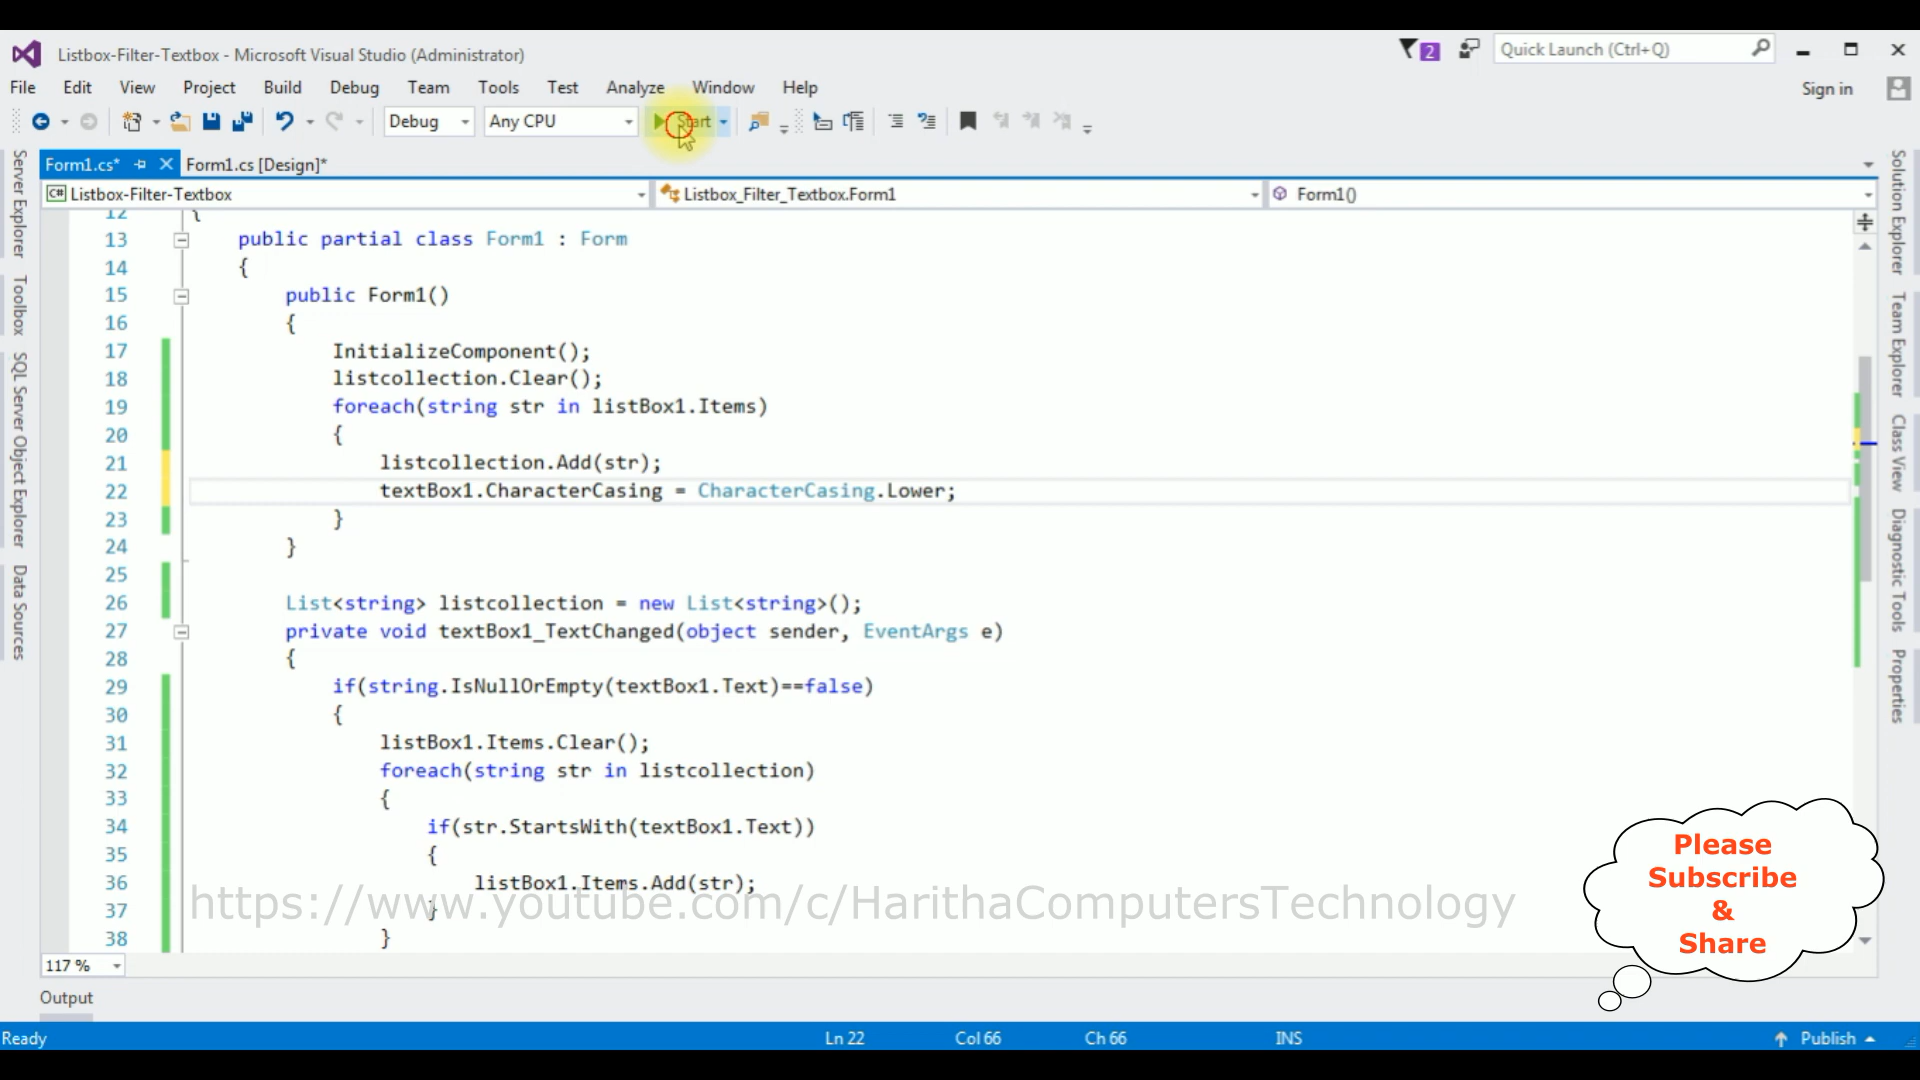 Listbox-Filter-Textbox - Microsoft Visual Studio (Administrator)
2
Quick Launch (Ctrl+Q)
File Edit View Project Build Debug Team Tools Test Analyze Window Help
Sign in
Debug Any CPU Start
Form1.cs* Form1.cs [Design]*
C# Listbox-Filter-Textbox Listbox_Filter_Textbox.Form1 Form1()
Server Explorer
Toolbox
SQL Server Object Explorer
Data Sources
12 {
13 public partial class Form1 : Form
14 {
15 public Form1()
16 {
17 InitializeComponent();
18 listcollection.Clear();
19 foreach(string str in listBox1.Items)
20 {
21 listcollection.Add(str);
22 textBox1.CharacterCasing = CharacterCasing.Lower;
23 }
24 }
25
26 List<string> listcollection = new List<string>();
27 private void textBox1_TextChanged(object sender, EventArgs e)
28 {
29 if(string.IsNullOrEmpty(textBox1.Text)==false)
30 {
31 listBox1.Items.Clear();
32 foreach(string str in listcollection)
33 {
34 if(str.StartsWith(textBox1.Text))
35 {
36 listBox1.Items.Add(str);
37 }
38 }
https://www.youtube.com/c/HarithaComputersTechnology
Solution Explorer
Team Explorer
Class View
Diagnostic Tools
Properties
Please
Subscribe
&
Share
117 %
Output
Ready Ln 22 Col 66 Ch 66 INS Publish